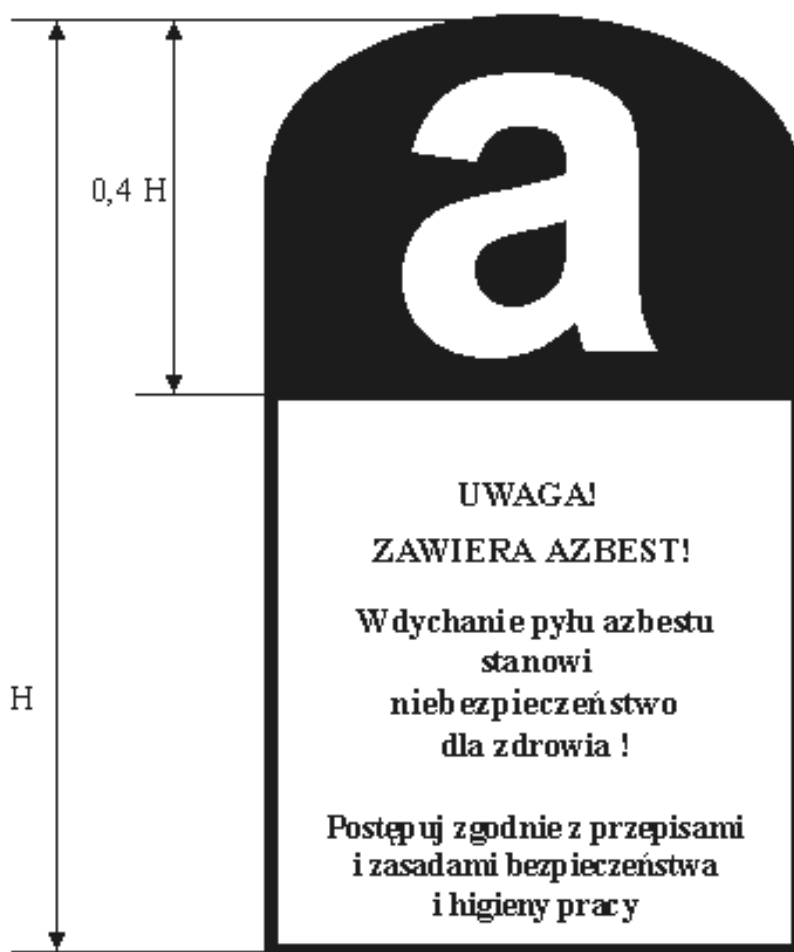 a
0,4 H
H
UWAGA!
ZAWIERA AZBEST!
Wdychanie pyłu azbestu
stanowi
niebezpieczeństwo
dla zdrowia !
Postępuj zgodnie z przepisami
i zasadami bezpieczeństwa
i higieny pracy